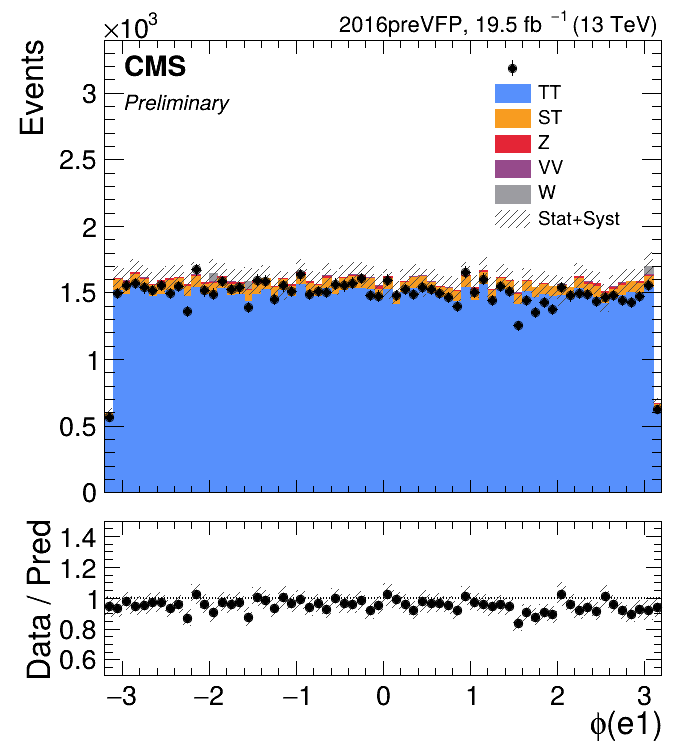 ×10³
2016preVFP, 19.5 fb⁻¹ (13 TeV)
CMS
Preliminary
Events
TT
ST
Z
VV
W
Stat+Syst
3
2.5
2
1.5
1
0.5
0
Data / Pred
1.4
1.2
1
0.8
0.6
−3 −2 −1 0 1 2 3
ϕ(e1)